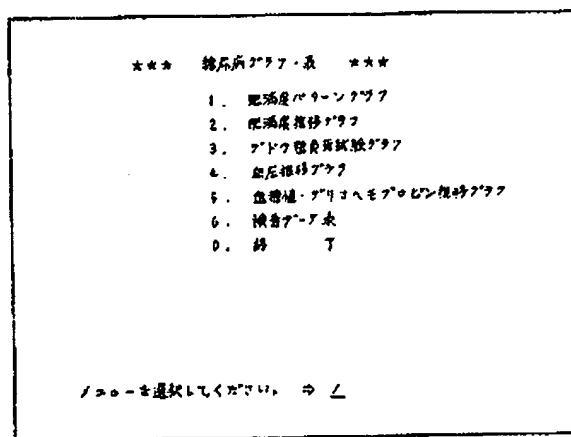 *** 糖尿病グラフ・表 ***
1. 肥満度パターングラフ
2. 肥満度推移グラフ
3. ブドウ糖負荷試験グラフ
4. 血圧推移グラフ
5. 血糖値・グリコヘモグロビン推移グラフ
6. 検査データ表
0. 終 了
メニューを選択してください。 ⇒ 1